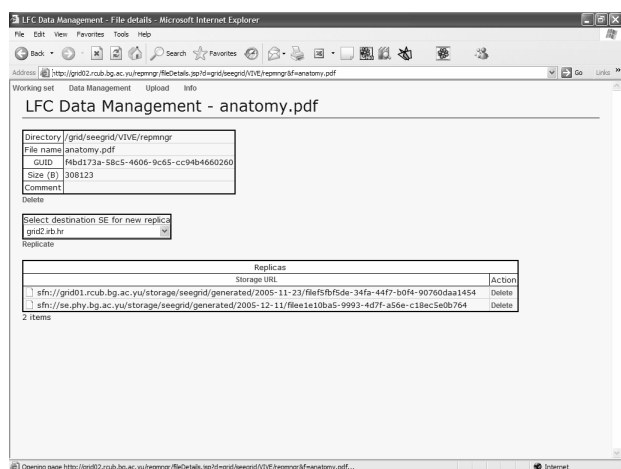 LFC Data Management - File details - Microsoft Internet Explorer
File Edit View Favorites Tools Help
Back Search Favorites
Address http://grid02.rcub.bg.ac.yu/repmngr/fileDetails.jsp?d=grid/seegrid/VIVE/repmngr&f=anatomy.pdf Go Links »
Working set Data Management Upload Info
LFC Data Management - anatomy.pdf
Directory /grid/seegrid/VIVE/repmngr
File name anatomy.pdf
GUID f4bd173a-58c5-4606-9c65-cc94b4660260
Size (B) 308123
Comment
Delete
Select destination SE for new replica
grid2.irb.hr
Replicate
Replicas
Storage URL Action
sfn://grid01.rcub.bg.ac.yu/storage/seegrid/generated/2005-11-23/filef5fbf5de-34fa-44f7-b0f4-90760daa1454 Delete
sfn://se.phy.bg.ac.yu/storage/seegrid/generated/2005-12-11/filee1e10ba5-9993-4d7f-a56e-c18ec5e0b764 Delete
2 items
Opening page http://grid02.rcub.bg.ac.yu/repmngr/fileDetails.jsp?d=grid/seegrid/VIVE/repmngr&f=anatomy.pdf... Internet